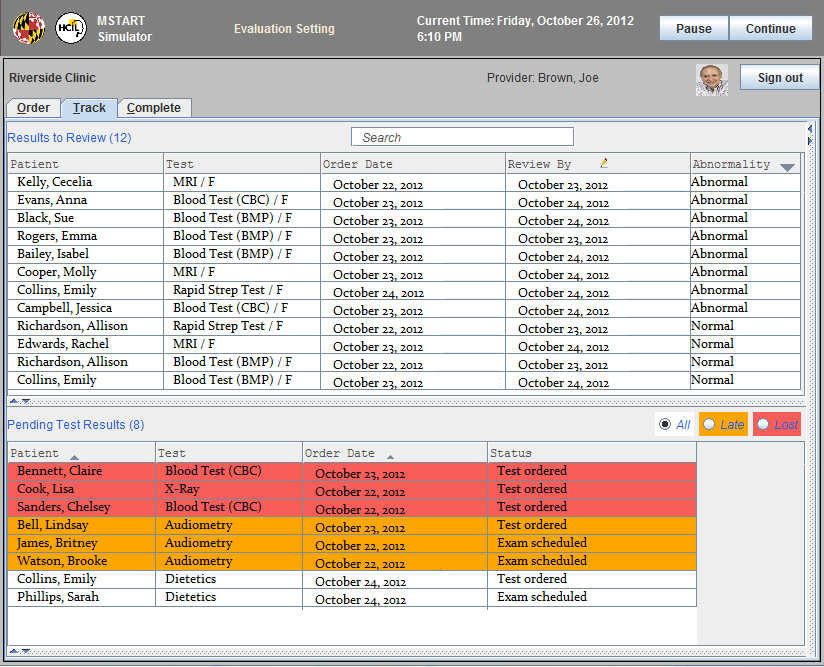 MSTART
Simulator
HCIL
Evaluation Setting
Current Time: Friday, October 26, 2012
6:10 PM
Pause
Continue
Riverside Clinic
Provider: Brown, Joe
Sign out
Order
Track
Complete
Results to Review (12)
Search
Patient Test Order Date Review By Abnormality
Kelly, Cecelia MRI / F October 22, 2012 October 23, 2012 Abnormal
Evans, Anna Blood Test (CBC) / F October 23, 2012 October 24, 2012 Abnormal
Black, Sue Blood Test (BMP) / F October 23, 2012 October 24, 2012 Abnormal
Rogers, Emma Blood Test (BMP) / F October 23, 2012 October 23, 2012 Abnormal
Bailey, Isabel Blood Test (BMP) / F October 23, 2012 October 24, 2012 Abnormal
Cooper, Molly MRI / F October 23, 2012 October 24, 2012 Abnormal
Collins, Emily Rapid Strep Test / F October 24, 2012 October 24, 2012 Abnormal
Campbell, Jessica Blood Test (CBC) / F October 23, 2012 October 24, 2012 Abnormal
Richardson, Allison Rapid Strep Test / F October 22, 2012 October 23, 2012 Normal
Edwards, Rachel MRI / F October 23, 2012 October 24, 2012 Normal
Richardson, Allison Blood Test (BMP) / F October 22, 2012 October 23, 2012 Normal
Collins, Emily Blood Test (BMP) / F October 23, 2012 October 24, 2012 Normal
Pending Test Results (8)
All
Late
Lost
Patient Test Order Date Status
Bennett, Claire Blood Test (CBC) October 23, 2012 Test ordered
Cook, Lisa X-Ray October 22, 2012 Test ordered
Sanders, Chelsey Blood Test (CBC) October 22, 2012 Test ordered
Bell, Lindsay Audiometry October 23, 2012 Test ordered
James, Britney Audiometry October 22, 2012 Exam scheduled
Watson, Brooke Audiometry October 22, 2012 Exam scheduled
Collins, Emily Dietetics October 24, 2012 Test ordered
Phillips, Sarah Dietetics October 24, 2012 Exam scheduled